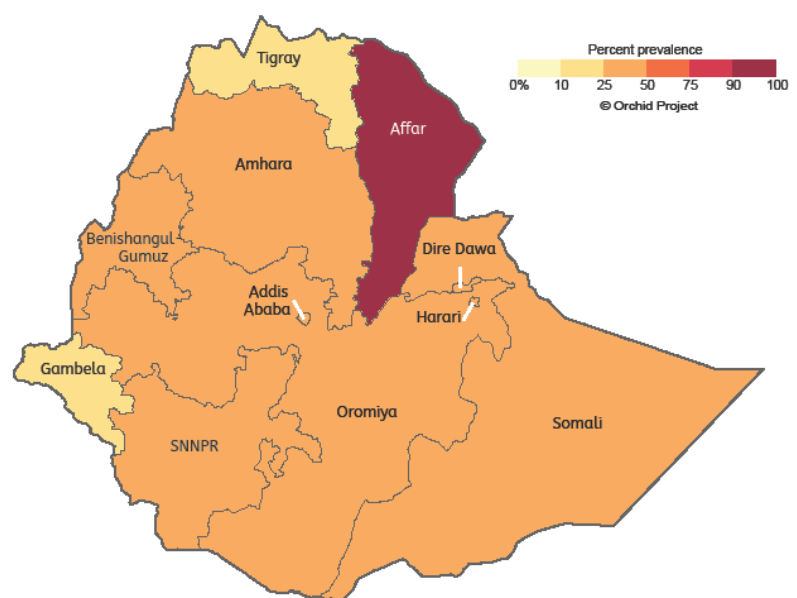 Percent prevalence
0% 10 25 50 75 90 100
© Orchid Project
Tigray
Affar
Amhara
Benishangul
Gumuz
Dire Dawa
Addis
Ababa
Harari
Gambela
Oromiya
Somali
SNNPR